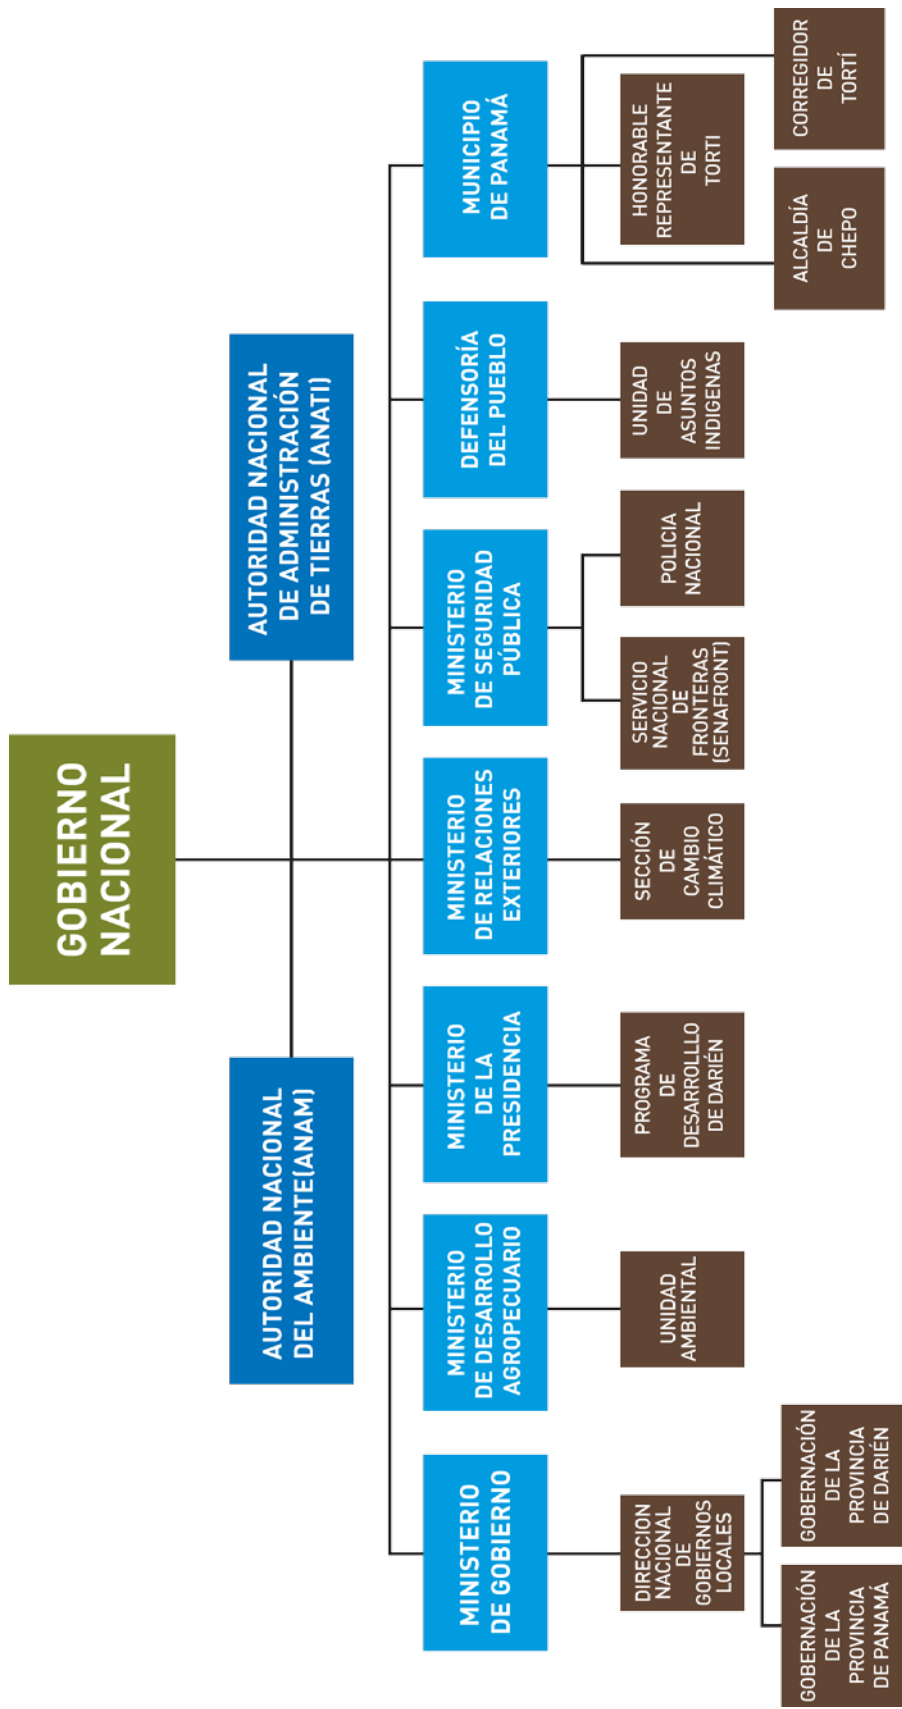 GOBIERNO
NACIONAL
AUTORIDAD NACIONAL
DEL AMBIENTE(ANAM)
AUTORIDAD NACIONAL
DE ADMINISTRACIÓN
DE TIERRAS (ANATI)
MINISTERIO
DE GOBIERNO
MINISTERIO
DE DESARROLLO
AGROPECUARIO
MINISTERIO
DE LA
PRESIDENCIA
MINISTERIO
DE RELACIONES
EXTERIORES
MINISTERIO
DE SEGURIDAD
PÚBLICA
DEFENSORÍA
DEL PUEBLO
MUNICIPIO
DE PANAMÁ
DIRECCION
NACIONAL
DE
GOBIERNOS
LOCALES
UNIDAD
AMBIENTAL
PROGRAMA
DE
DESARROLLLO
DE DARIÉN
SECCIÓN
DE
CAMBIO
CLIMÁTICO
SERVICIO
NACIONAL
DE
FRONTERAS
(SENAFRONT)
POLICIA
NACIONAL
UNIDAD
DE
ASUNTOS
INDIGENAS
HONORABLE
REPRESENTANTE
DE
TORTI
GOBERNACIÓN
DE LA
PROVINCIA
DE PANAMÁ
GOBERNACIÓN
DE LA
PROVINCIA
DE DARIÉN
ALCALDÍA
DE
CHEPO
CORREGIDOR
DE
TORTÍ